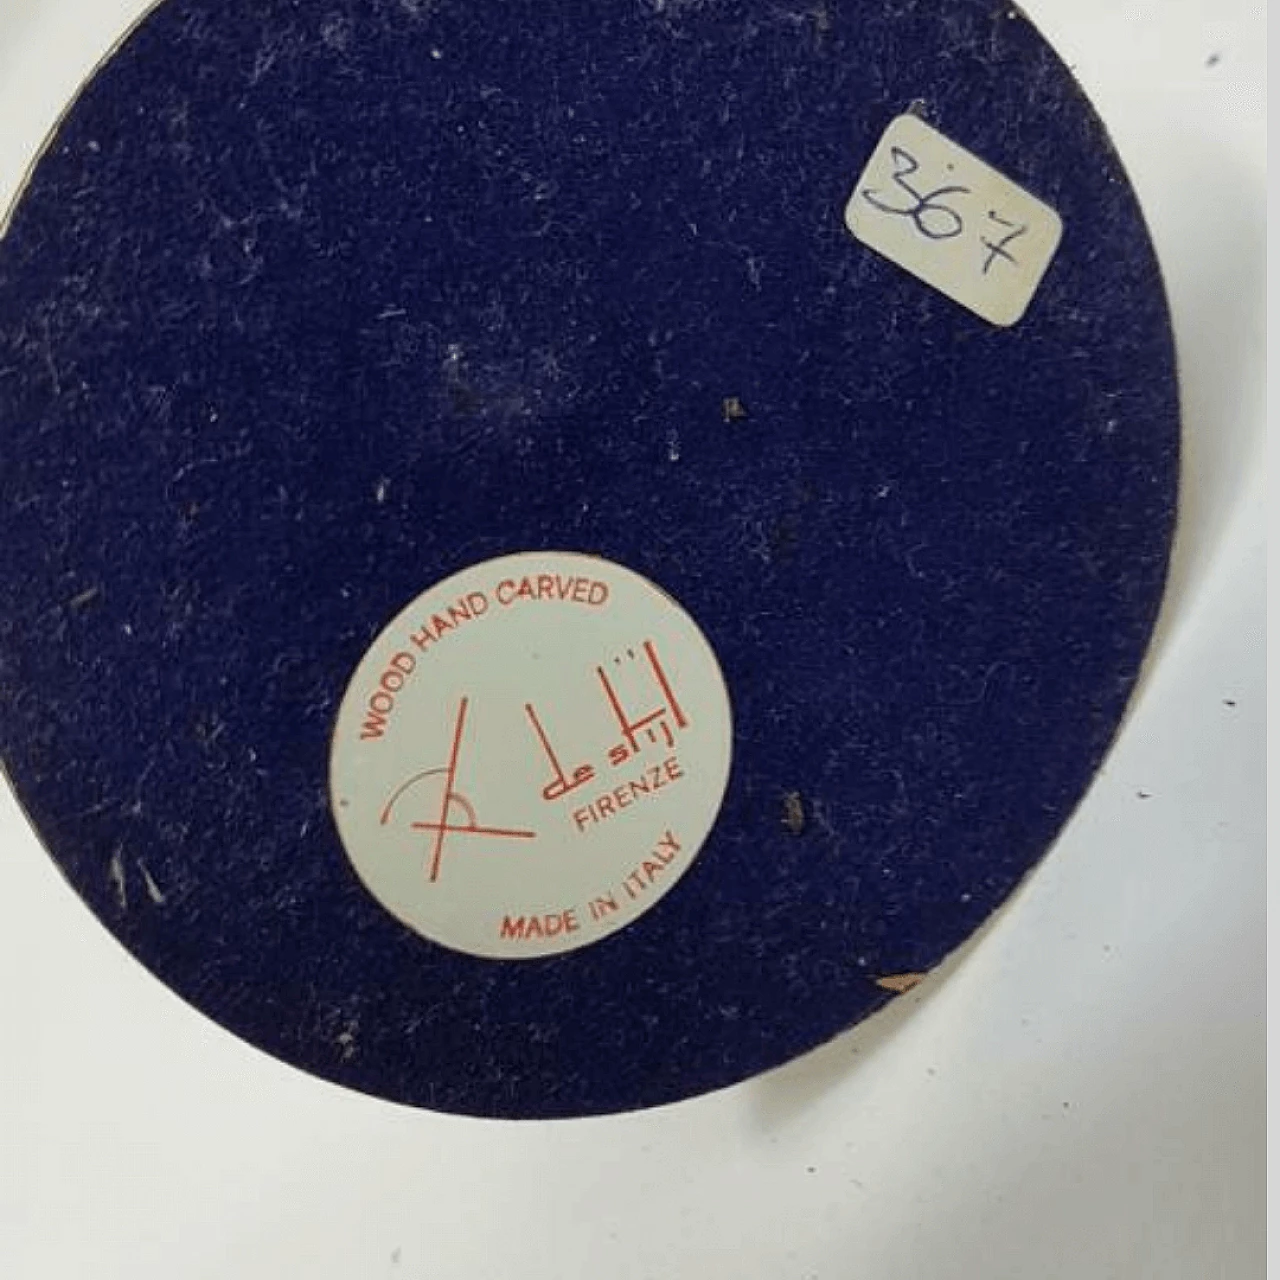 367
WOOD HAND CARVED
de stijl
FIRENZE
MADE IN ITALY